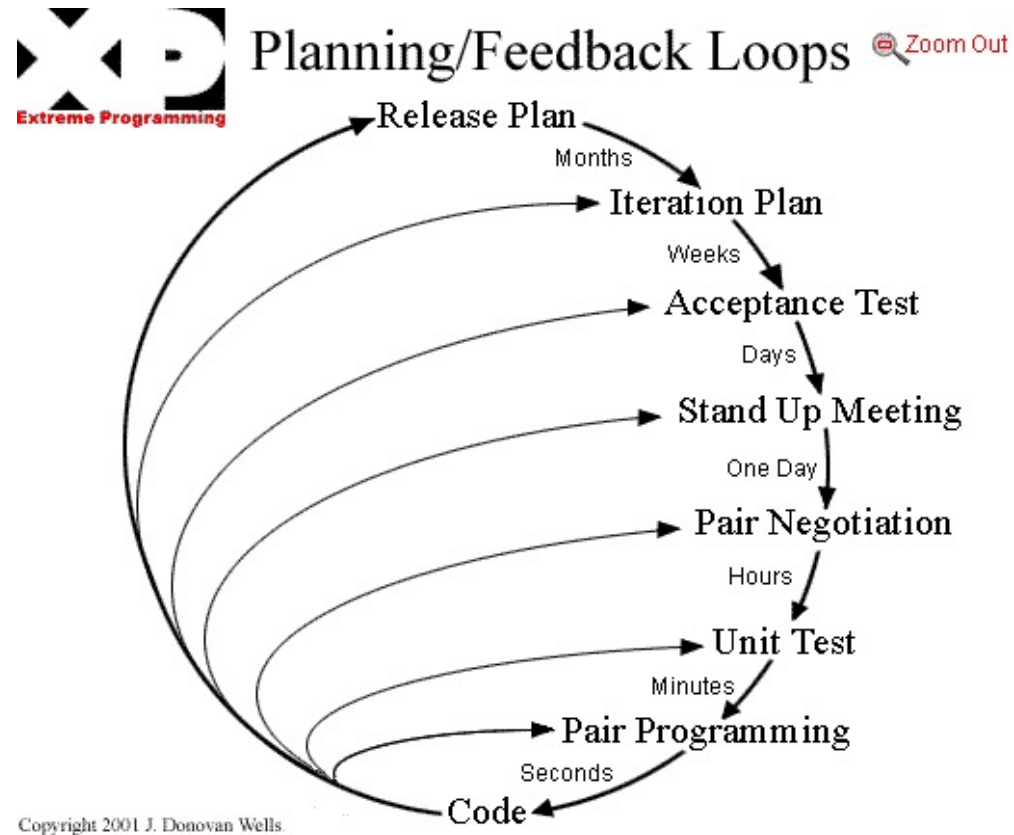 XP
Extreme Programming
Planning/Feedback Loops
Zoom Out
Release Plan
Months
Iteration Plan
Weeks
Acceptance Test
Days
Stand Up Meeting
One Day
Pair Negotiation
Hours
Unit Test
Minutes
Pair Programming
Seconds
Code
Copyright 2001 J. Donovan Wells